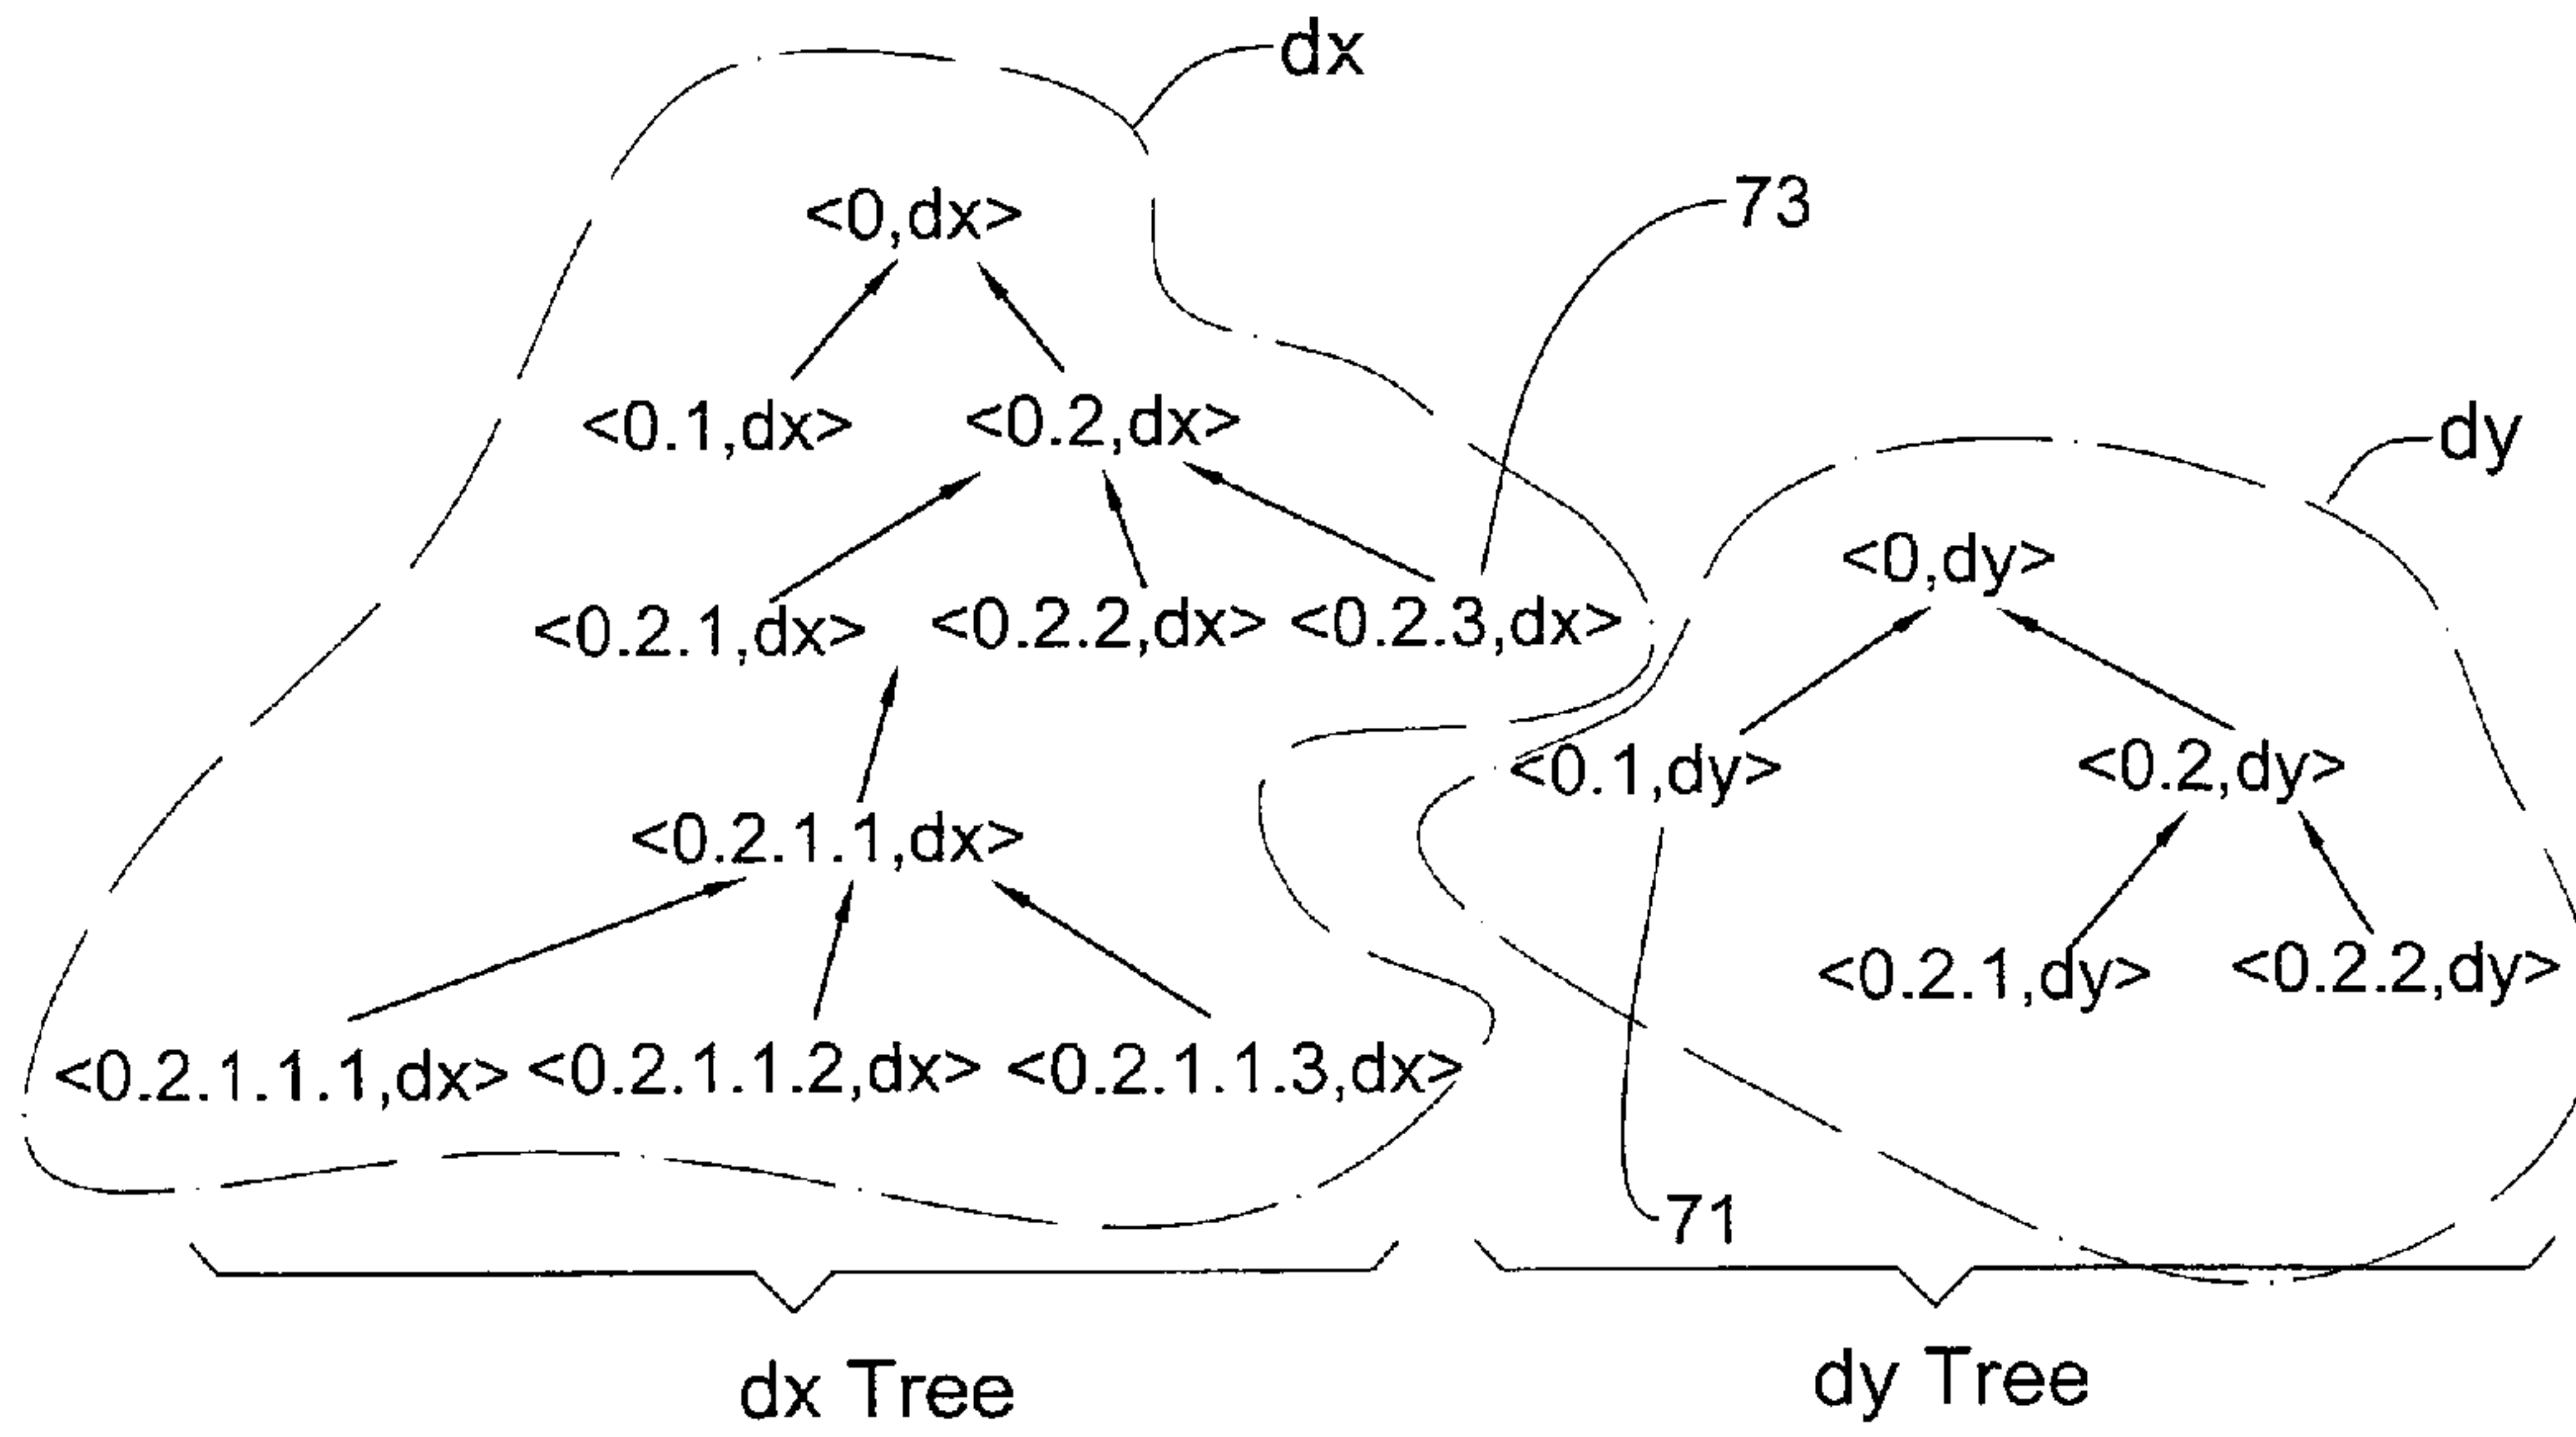 dx
73
<0,dx>
<0.1,dx> <0.2,dx>
dy
<0,dy>
<0.2.1,dx> <0.2.2,dx> <0.2.3,dx>
<0.1,dy> <0.2,dy>
<0.2.1.1,dx>
<0.2.1,dy> <0.2.2,dy>
<0.2.1.1.1,dx> <0.2.1.1.2,dx> <0.2.1.1.3,dx>
71
dx Tree
dy Tree